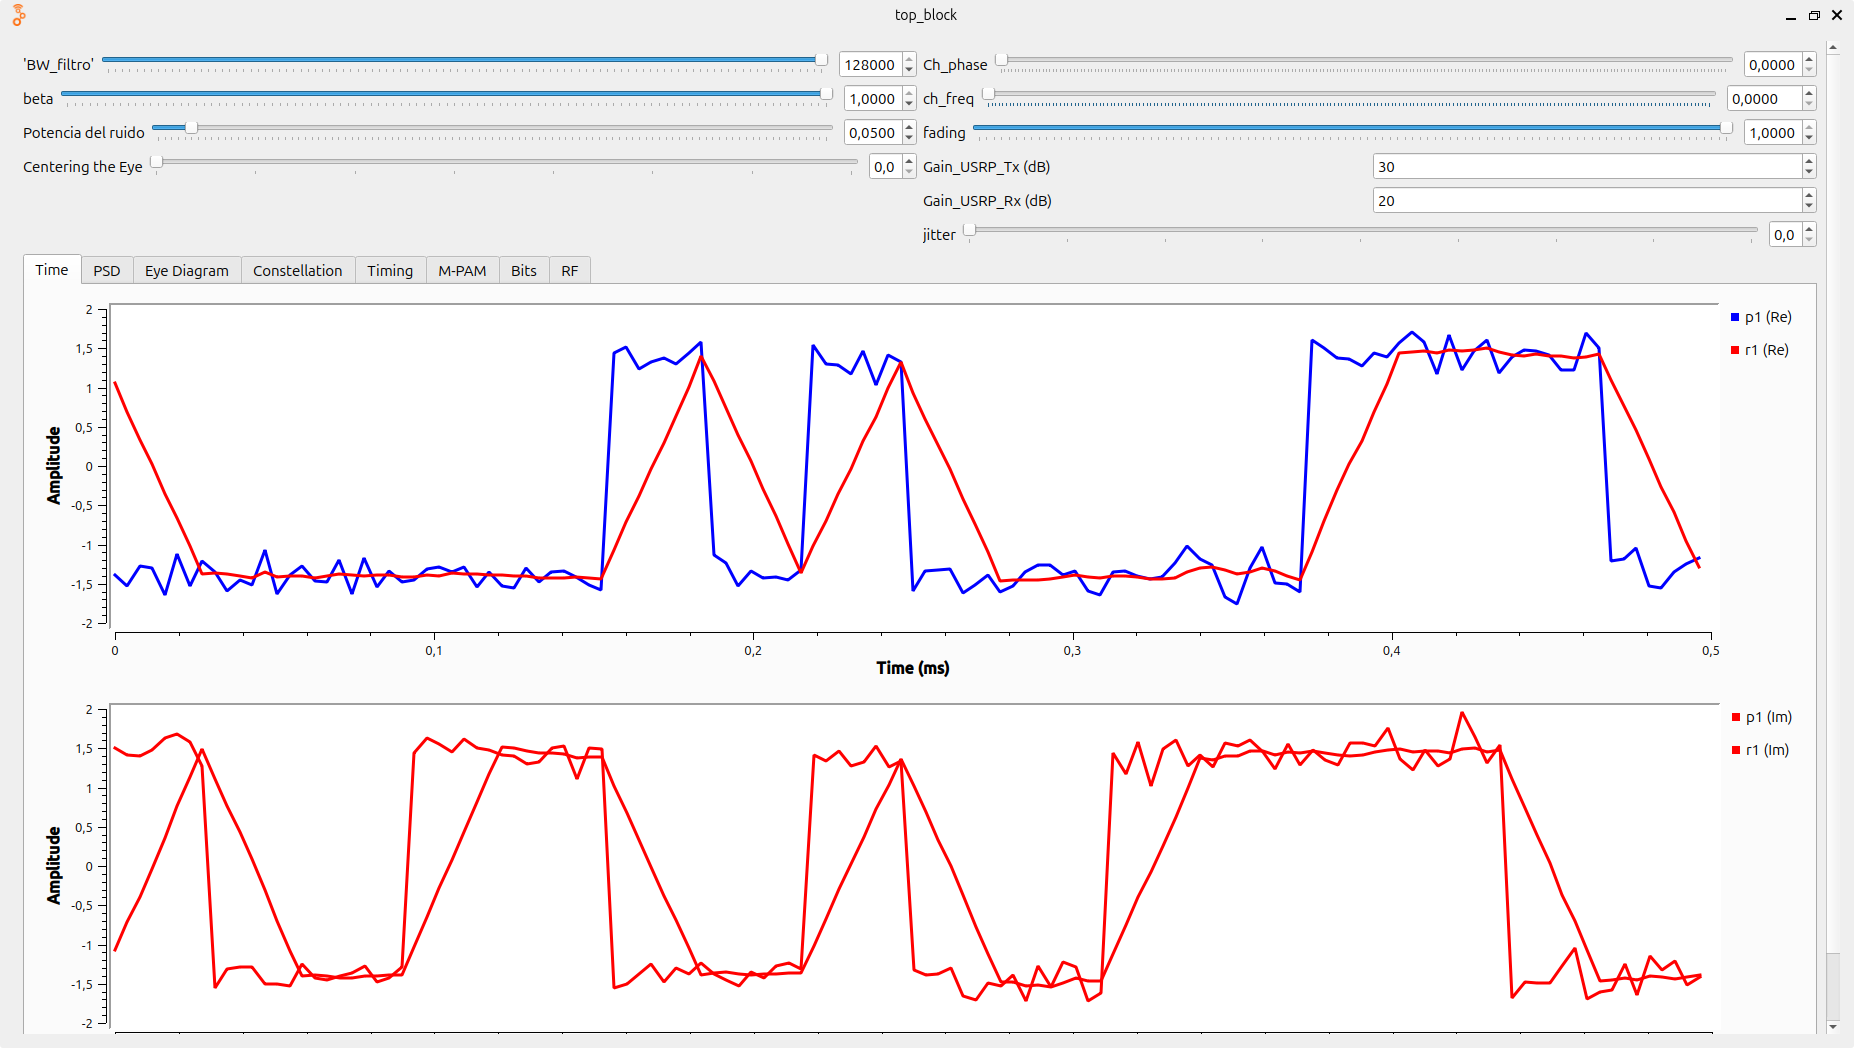 top_block
'BW_filtro' 128000 Ch_phase 0,0000
beta 1,0000 ch_freq 0,0000
Potencia del ruido 0,0500 fading 1,0000
Centering the Eye 0,0 Gain_USRP_Tx (dB) 30
Gain_USRP_Rx (dB) 20
jitter 0,0
Time PSD Eye Diagram Constellation Timing M-PAM Bits RF
2
1,5
1
0,5
0
-0,5
-1
-1,5
-2
Amplitude
0 0,1 0,2 0,3 0,4 0,5
Time (ms)
p1 (Re)
r1 (Re)
2
1,5
1
0,5
0
-0,5
-1
-1,5
-2
Amplitude
p1 (Im)
r1 (Im)